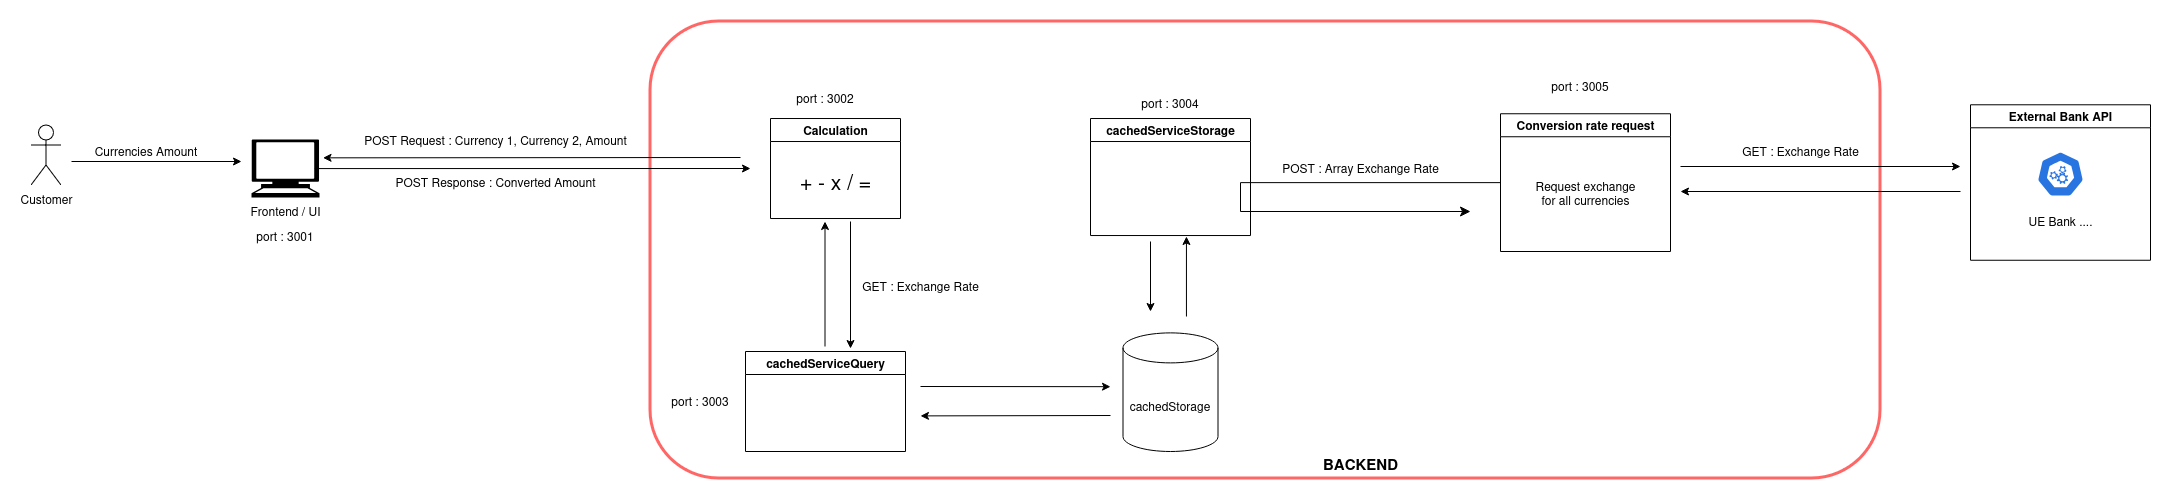 Customer
Currencies Amount
Frontend / UI
port : 3001
POST Request : Currency 1, Currency 2, Amount
POST Response : Converted Amount
port : 3002
Calculation
+ - x / =
GET : Exchange Rate
port : 3003
cachedServiceQuery
port : 3004
cachedServiceStorage
cachedStorage
POST : Array Exchange Rate
port : 3005
Conversion rate request
Request exchange
for all currencies
GET : Exchange Rate
External Bank API
UE Bank ....
BACKEND